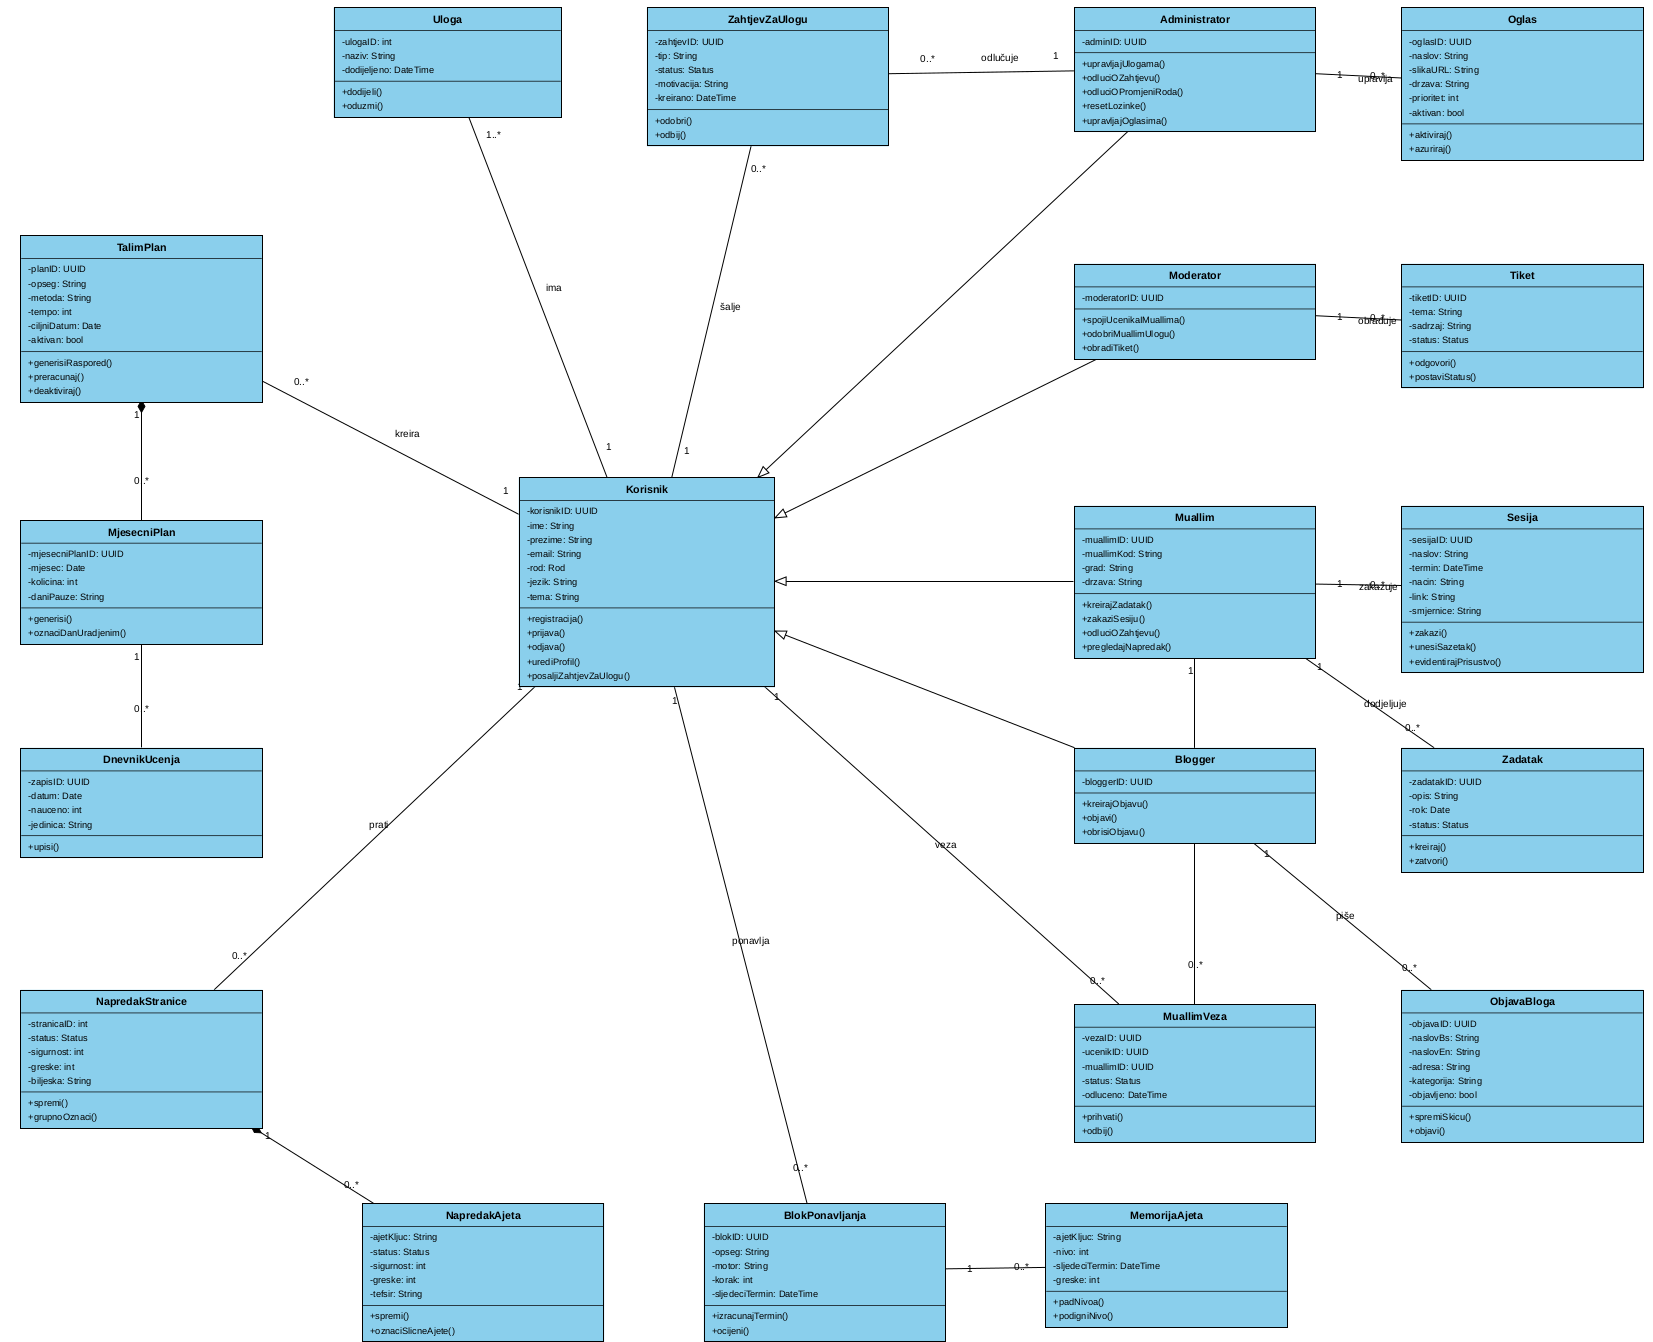 Uloga
-ulogaID: int
-naziv: String
-dodijeljeno: DateTime
+dodijeli()
+oduzmi()
1..*
ima
1
ZahtjevZaUlogu
-zahtjevID: UUID
-tip: String
-status: Status
-motivacija: String
-kreirano: DateTime
+odobri()
+odbij()
0..*
šalje
1
0..*
odlučuje
1
Administrator
-adminID: UUID
+upravljajUlogama()
+odluciOZahtjevu()
+odluciOPromjeniRoda()
+resetLozinke()
+upravljajOglasima()
1
upravlja
0..*
Oglas
-oglasID: UUID
-naslov: String
-slikaURL: String
-drzava: String
-prioritet: int
-aktivan: bool
+aktiviraj()
+azuriraj()
TalimPlan
-planID: UUID
-opseg: String
-metoda: String
-tempo: int
-ciljniDatum: Date
-aktivan: bool
+generisiRaspored()
+preracunaj()
+deaktiviraj()
0..*
kreira
1
1
0..*
Moderator
-moderatorID: UUID
+spojiUcenikaIMuallima()
+odobriMuallimUlogu()
+obradiTiket()
1
obrađuje
0..*
Tiket
-tiketID: UUID
-tema: String
-sadrzaj: String
-status: Status
+odgovori()
+postaviStatus()
MjesecniPlan
-mjesecniPlanID: UUID
-mjesec: Date
-kolicina: int
-daniPauze: String
+generisi()
+oznaciDanUradjenim()
1
0..*
Korisnik
-korisnikID: UUID
-ime: String
-prezime: String
-email: String
-rod: Rod
-jezik: String
-tema: String
+registracija()
+prijava()
+odjava()
+urediProfil()
+posaljiZahtjevZaUlogu()
1
1
1
Muallim
-muallimID: UUID
-muallimKod: String
-grad: String
-drzava: String
+kreirajZadatak()
+zakaziSesiju()
+odluciOZahtjevu()
+pregledajNapredak()
1
zakazuje
0..*
Sesija
-sesijaID: UUID
-naslov: String
-termin: DateTime
-nacin: String
-link: String
-smjernice: String
+zakazi()
+unesiSazetak()
+evidentirajPrisustvo()
1
1
dodjeljuje
0..*
DnevnikUcenja
-zapisID: UUID
-datum: Date
-nauceno: int
-jedinica: String
+upisi()
Blogger
-bloggerID: UUID
+kreirajObjavu()
+objavi()
+obrisiObjavu()
Zadatak
-zadatakID: UUID
-opis: String
-rok: Date
-status: Status
+kreiraj()
+zatvori()
prati
0..*
ponavlja
0..*
veza
0..*
0..*
1
piše
0..*
NapredakStranice
-stranicaID: int
-status: Status
-sigurnost: int
-greske: int
-biljeska: String
+spremi()
+grupnoOznaci()
1
0..*
MuallimVeza
-vezaID: UUID
-ucenikID: UUID
-muallimID: UUID
-status: Status
-odluceno: DateTime
+prihvati()
+odbij()
ObjavaBloga
-objavaID: UUID
-naslovBs: String
-naslovEn: String
-adresa: String
-kategorija: String
-objavljeno: bool
+spremiSkicu()
+objavi()
NapredakAjeta
-ajetKljuc: String
-status: Status
-sigurnost: int
-greske: int
-tefsir: String
+spremi()
+oznaciSlicneAjete()
BlokPonavljanja
-blokID: UUID
-opseg: String
-motor: String
-korak: int
-sljedeciTermin: DateTime
+izracunajTermin()
+ocijeni()
1
0..*
MemorijaAjeta
-ajetKljuc: String
-nivo: int
-sljedeciTermin: DateTime
-greske: int
+padNivoa()
+podigniNivo()